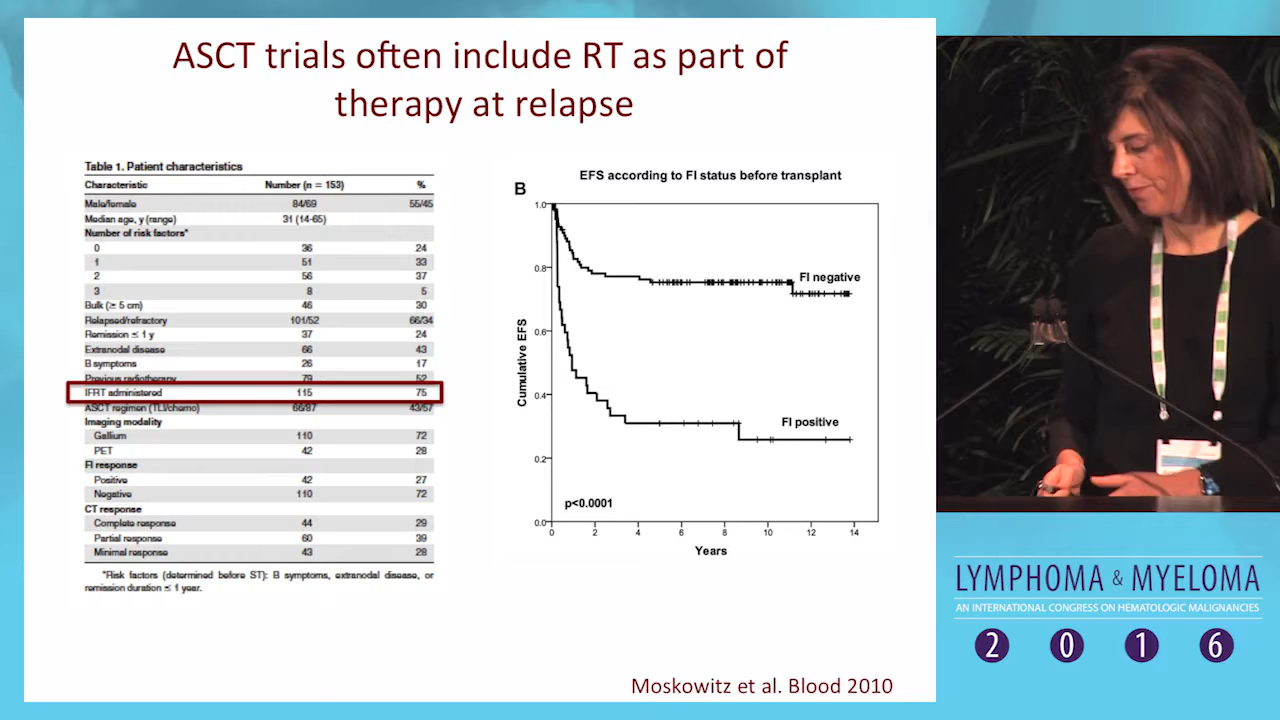 ASCT trials often include RT as part of
therapy at relapse
Table 1. Patient characteristics
Characteristic Number (n = 153) %
Male/female 84/69 55/45
Median age, y (range) 31 (14-65)
Number of risk factors*
0 36 24
1 51 33
2 56 37
3 8 5
Bulk (≥ 5 cm) 46 30
Relapsed/refractory 101/52 66/34
Remission ≤ 1 y 37 24
Extranodal disease 66 43
B symptoms 26 17
Previous radiotherapy 79 52
IFRT administered 115 75
ASCT regimen (TLI/chemo) 66/87 43/57
Imaging modality
Gallium 110 72
PET 42 28
FI response
Positive 42 27
Negative 110 72
CT response
Complete response 44 29
Partial response 60 39
Minimal response 43 28
*Risk factors (determined before ST): B symptoms, extranodal disease, or
remission duration ≤ 1 year.
EFS according to FI status before transplant
B
1.0
0.8
0.6
0.4
0.2
0.0
Cumulative EFS
FI negative
FI positive
p<0.0001
0 2 4 6 8 10 12 14
Years
Moskowitz et al. Blood 2010
LYMPHOMA & MYELOMA
AN INTERNATIONAL CONGRESS ON HEMATOLOGIC MALIGNANCIES
2 0 1 6